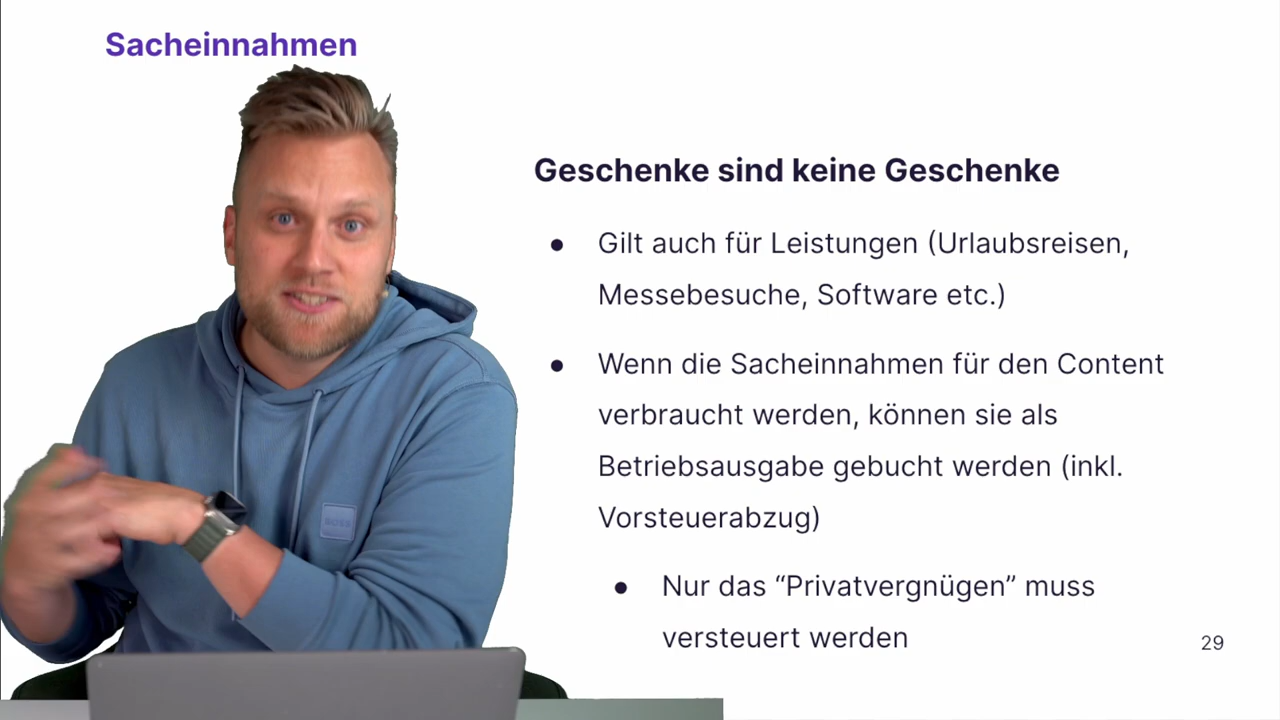 Sacheinnahmen
Geschenke sind keine Geschenke
● Gilt auch für Leistungen (Urlaubsreisen,
Messebesuche, Software etc.)
● Wenn die Sacheinnahmen für den Content
verbraucht werden, können sie als
Betriebsausgabe gebucht werden (inkl.
Vorsteuerabzug)
● Nur das “Privatvergnügen” muss
versteuert werden
29
BOSS